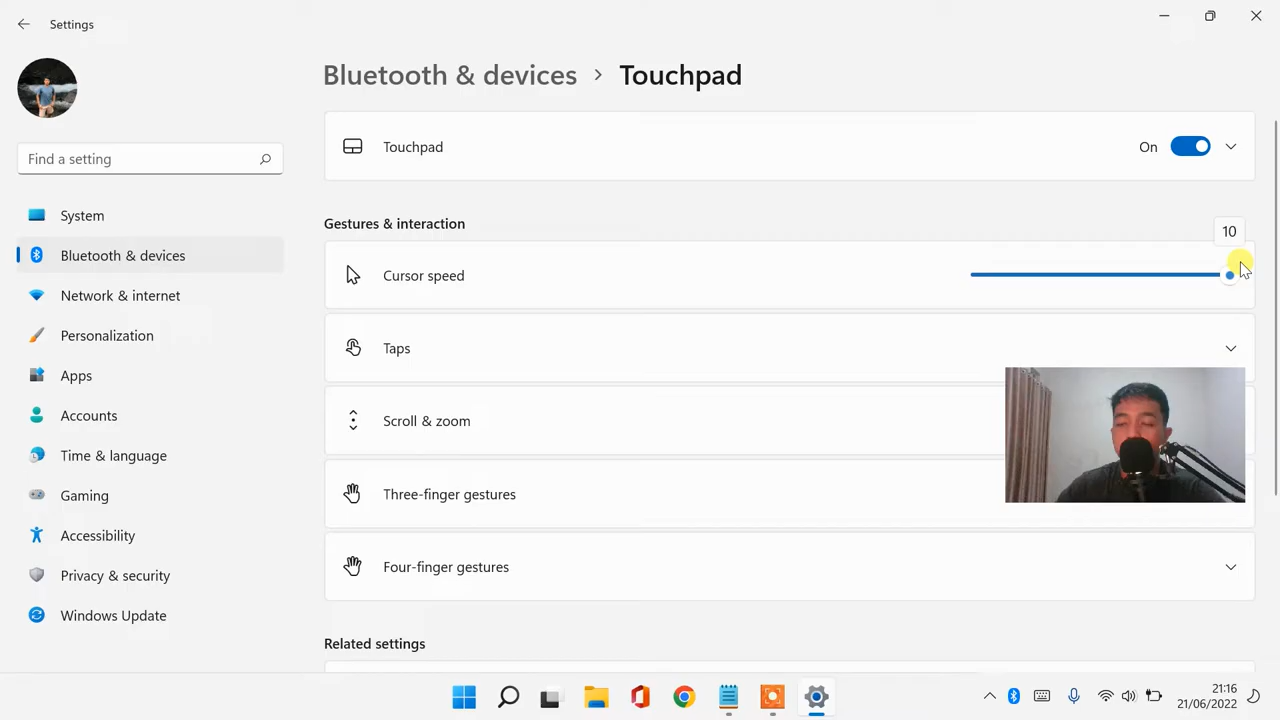 Settings
Bluetooth & devices > Touchpad
Find a setting
System
Bluetooth & devices
Network & internet
Personalization
Apps
Accounts
Time & language
Gaming
Accessibility
Privacy & security
Windows Update
Touchpad
On
Gestures & interaction
10
Cursor speed
Taps
Scroll & zoom
Three-finger gestures
Four-finger gestures
Related settings
21:16
21/06/2022